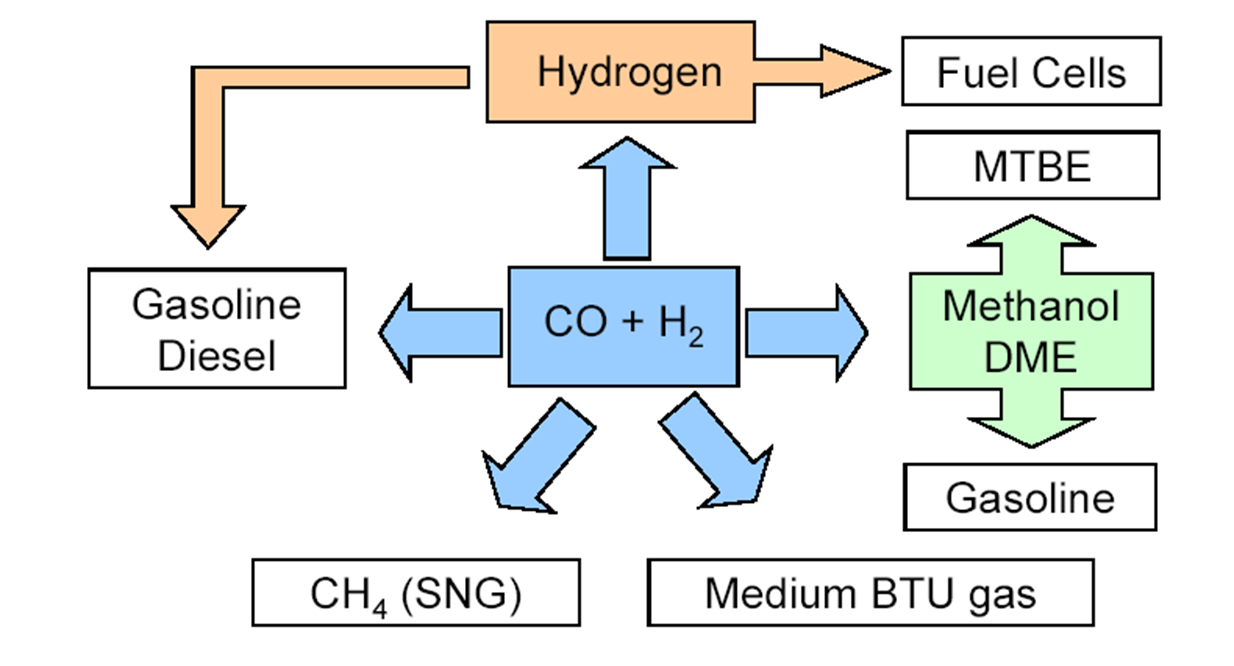 Hydrogen
Fuel Cells
MTBE
Gasoline
Diesel
CO + H₂
Methanol
DME
Gasoline
CH₄ (SNG)
Medium BTU gas